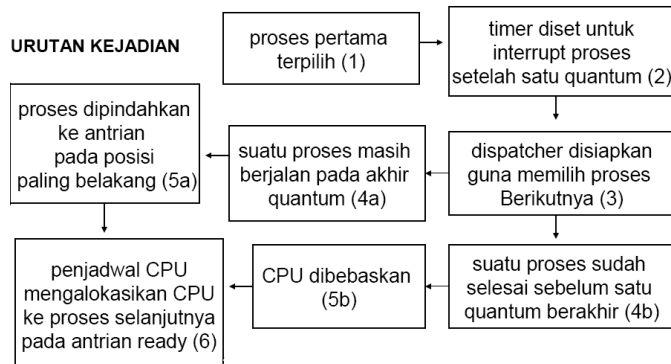 URUTAN KEJADIAN
proses pertama
terpilih (1)
timer diset untuk
interrupt proses
setelah satu quantum (2)
dispatcher disiapkan
guna memilih proses
Berikutnya (3)
suatu proses masih
berjalan pada akhir
quantum (4a)
proses dipindahkan
ke antrian
pada posisi
paling belakang (5a)
suatu proses sudah
selesai sebelum satu
quantum berakhir (4b)
CPU dibebaskan
(5b)
penjadwal CPU
mengalokasikan CPU
ke proses selanjutnya
pada antrian ready (6)